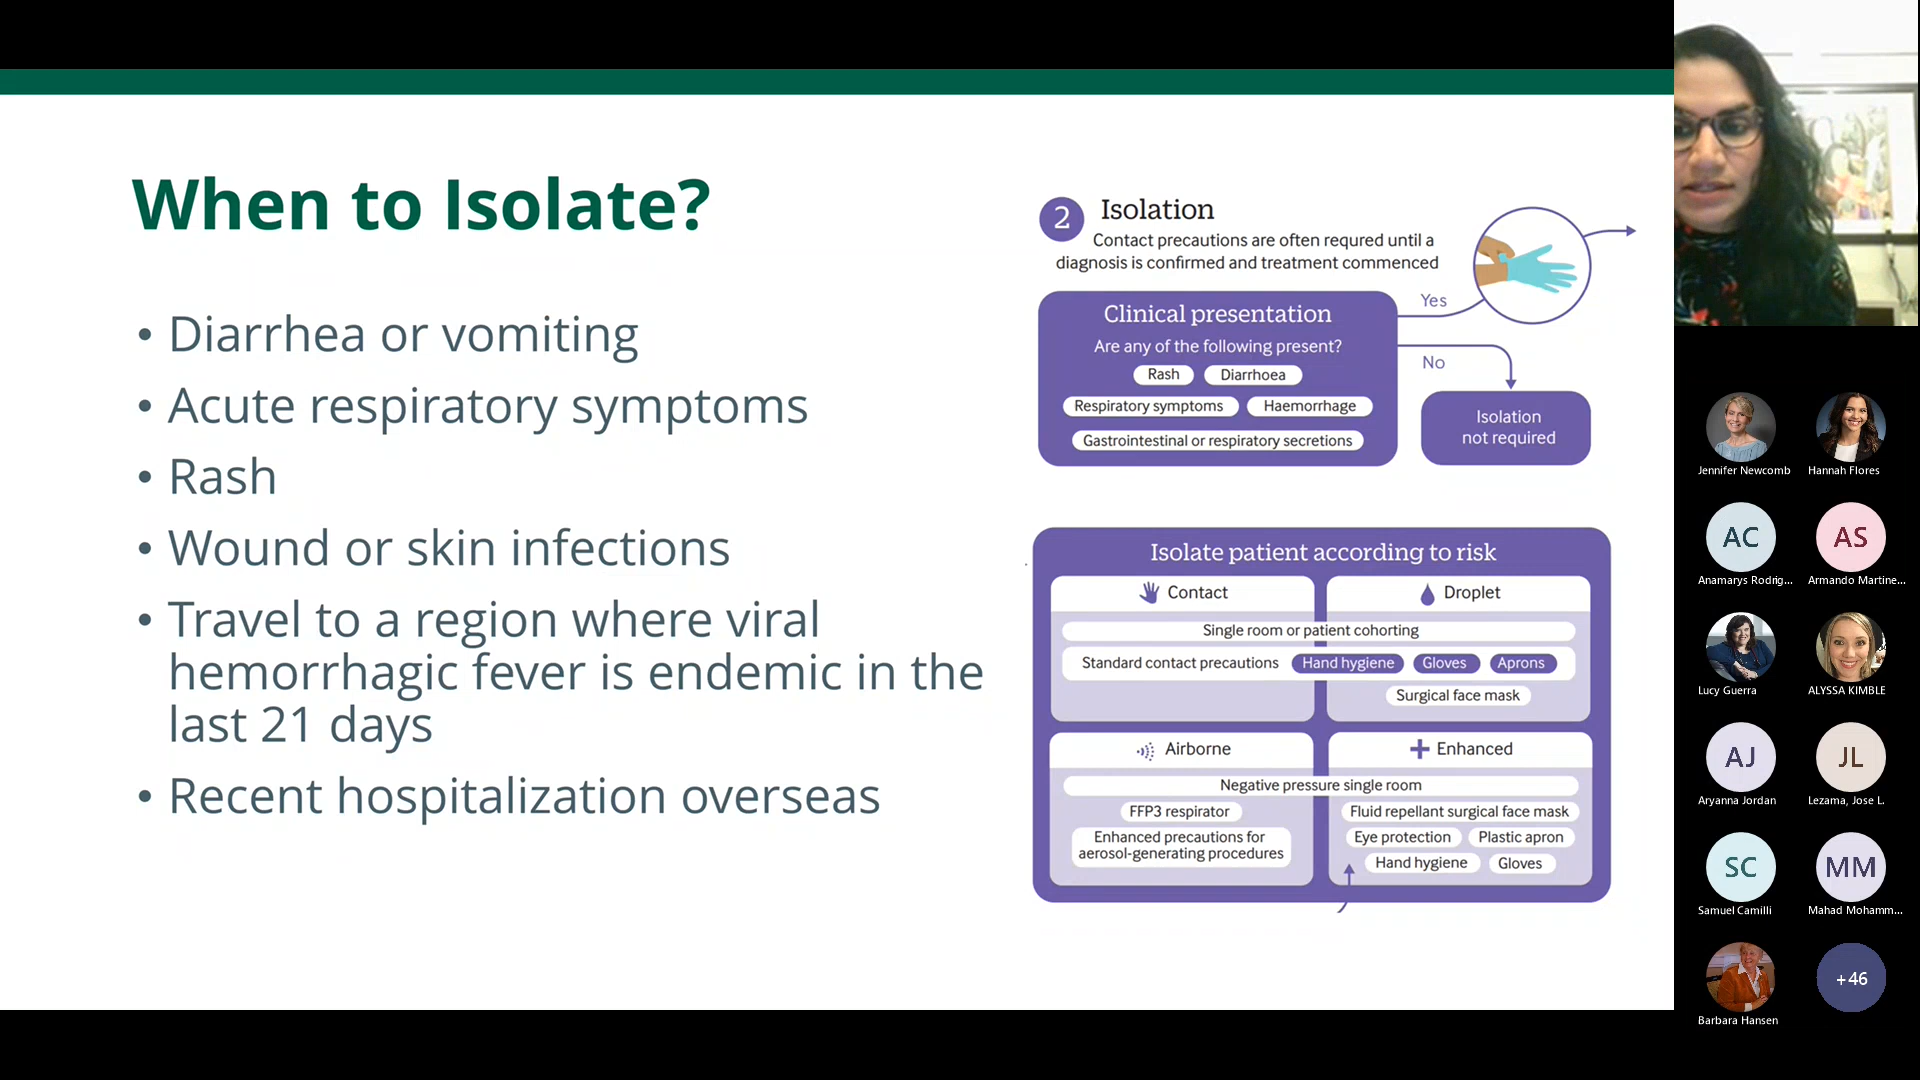 When to Isolate?
• Diarrhea or vomiting
• Acute respiratory symptoms
• Rash
• Wound or skin infections
• Travel to a region where viral
hemorrhagic fever is endemic in the
last 21 days
• Recent hospitalization overseas
2 Isolation
Contact precautions are often requred until a
diagnosis is confirmed and treatment commenced
Clinical presentation
Are any of the following present?
Rash Diarrhoea
Respiratory symptoms Haemorrhage
Gastrointestinal or respiratory secretions
Yes
No
Isolation
not required
Isolate patient according to risk
Contact Droplet
Single room or patient cohorting
Standard contact precautions Hand hygiene Gloves Aprons
Surgical face mask
Airborne Enhanced
Negative pressure single room
FFP3 respirator
Enhanced precautions for
aerosol-generating procedures
Fluid repellant surgical face mask
Eye protection Plastic apron
Hand hygiene Gloves
Jennifer Newcomb Hannah Flores
AC AS
Anamarys Rodrig... Armando Martine...
Lucy Guerra ALYSSA KIMBLE
AJ JL
Aryanna Jordan Lezama, Jose L.
SC MM
Samuel Camilli Mahad Mohamm...
+46
Barbara Hansen